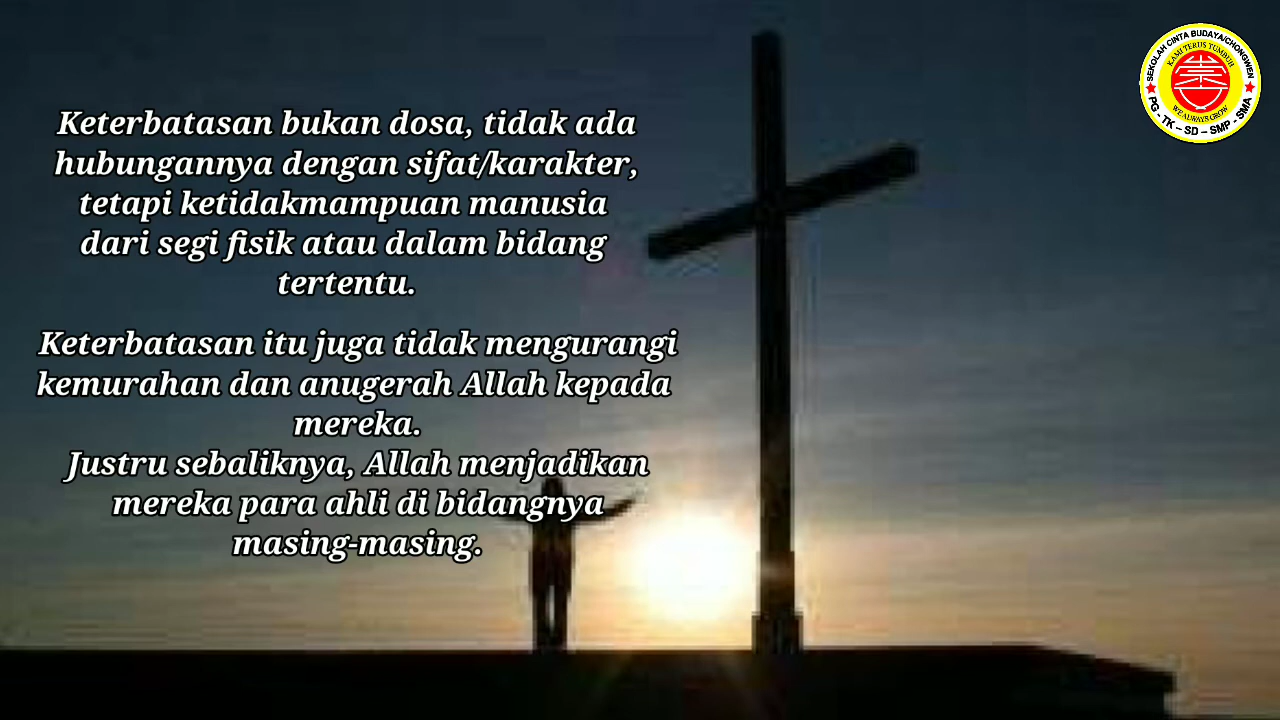 Keterbatasan bukan dosa, tidak ada
hubungannya dengan sifat/karakter,
tetapi ketidakmampuan manusia
dari segi fisik atau dalam bidang
tertentu.
Keterbatasan itu juga tidak mengurangi
kemurahan dan anugerah Allah kepada
mereka.
Justru sebaliknya, Allah menjadikan
mereka para ahli di bidangnya
masing-masing.
SEKOLAH CINTA BUDAYA/CHONGWEN
KAMI TERUS TUMBUH
WE ALWAYS GROW
PG - TK - SD - SMP - SMA